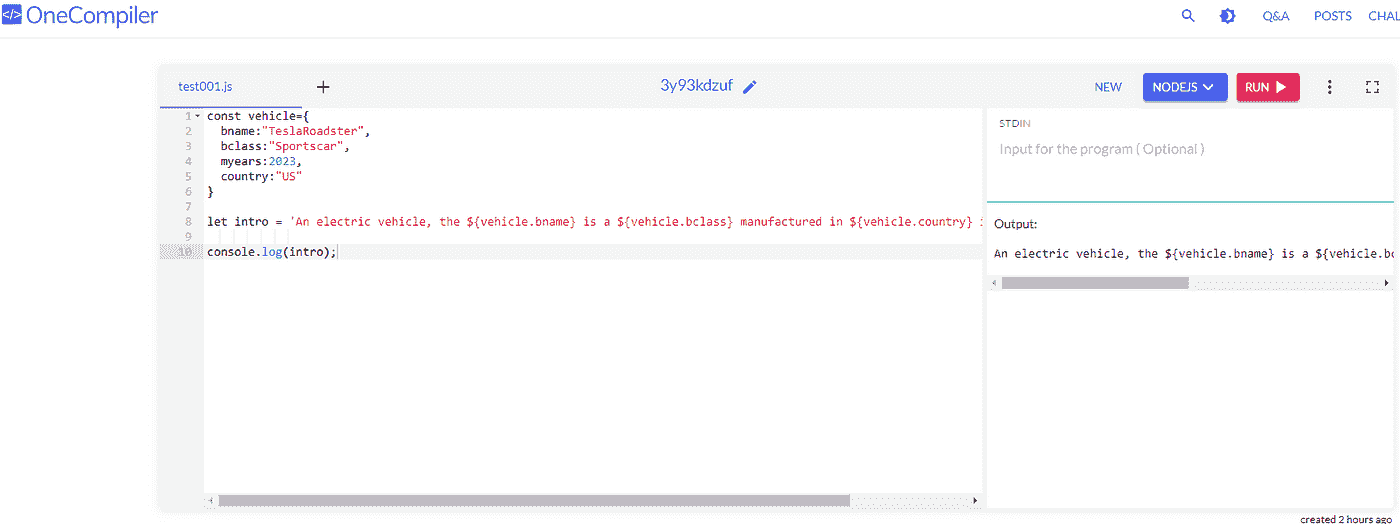 </> OneCompiler
Q&A POSTS CHAL
test001.js + 3y93kdzuf NEW NODEJS RUN
1 const vehicle={
2 bname:"TeslaRoadster",
3 bclass:"Sportscar",
4 myears:2023,
5 country:"US"
6 }
7
8 let intro = 'An electric vehicle, the ${vehicle.bname} is a ${vehicle.bclass} manufactured in ${vehicle.country}
9
10 console.log(intro);
STDIN
Input for the program ( Optional )
Output:
An electric vehicle, the ${vehicle.bname} is a ${vehicle.bc
created 2 hours ago